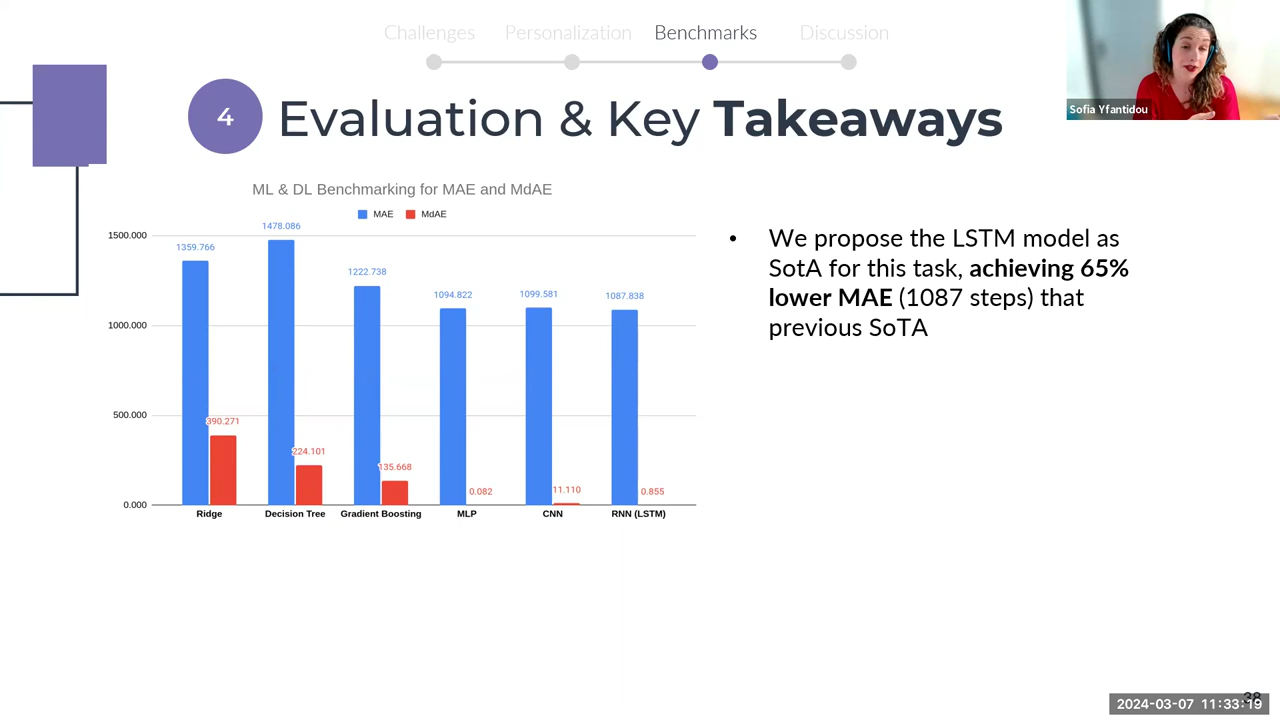 Challenges Personalization Benchmarks Discussion
Sofia Yfantidou
4 Evaluation & Key Takeaways
ML & DL Benchmarking for MAE and MdAE
MAE MdAE
1500.000
1000.000
500.000
0.000
1359.766
1478.086
1222.738
1094.822
1099.581
1087.838
390.271
224.101
135.668
0.082
11.110
0.855
Ridge Decision Tree Gradient Boosting MLP CNN RNN (LSTM)
• We propose the LSTM model as
SotA for this task, achieving 65%
lower MAE (1087 steps) that
previous SoTA
38
2024-03-07 11:33:19